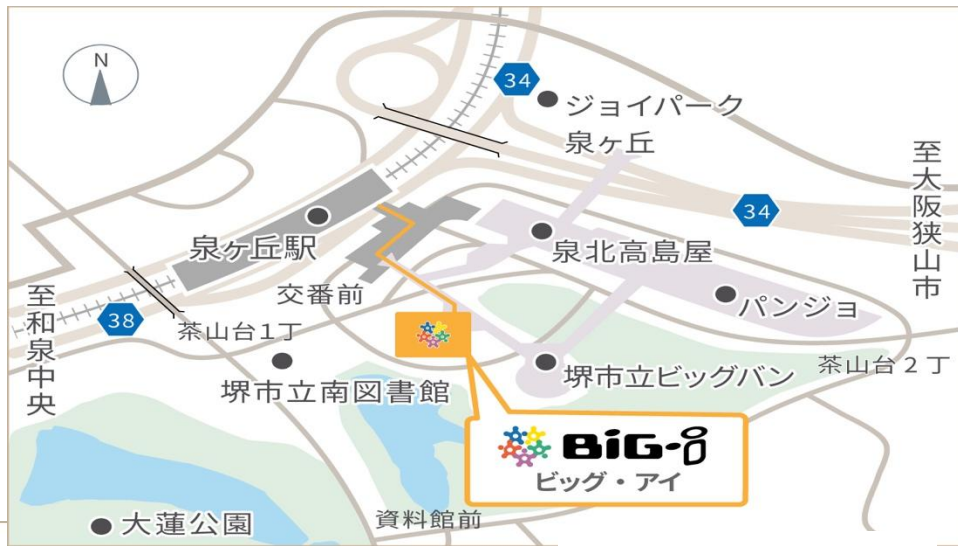 N
34
ジョイパーク
泉ヶ丘
至大阪狭山市
34
泉ヶ丘駅
泉北高島屋
交番前
パンジョ
至和泉中央
38
茶山台1丁
堺市立南図書館
堺市立ビッグバン
茶山台2丁
BiG-i
ビッグ・アイ
大蓮公園
資料館前